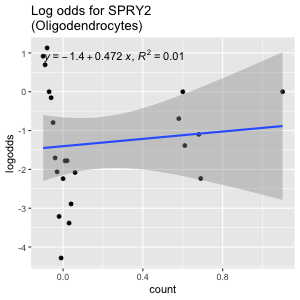 Log odds for SPRY2
(Oligodendrocytes)
y = −1.4 + 0.472 x, R² = 0.01
1
0
-1
-2
-3
-4
logodds
0.0 0.4 0.8
count